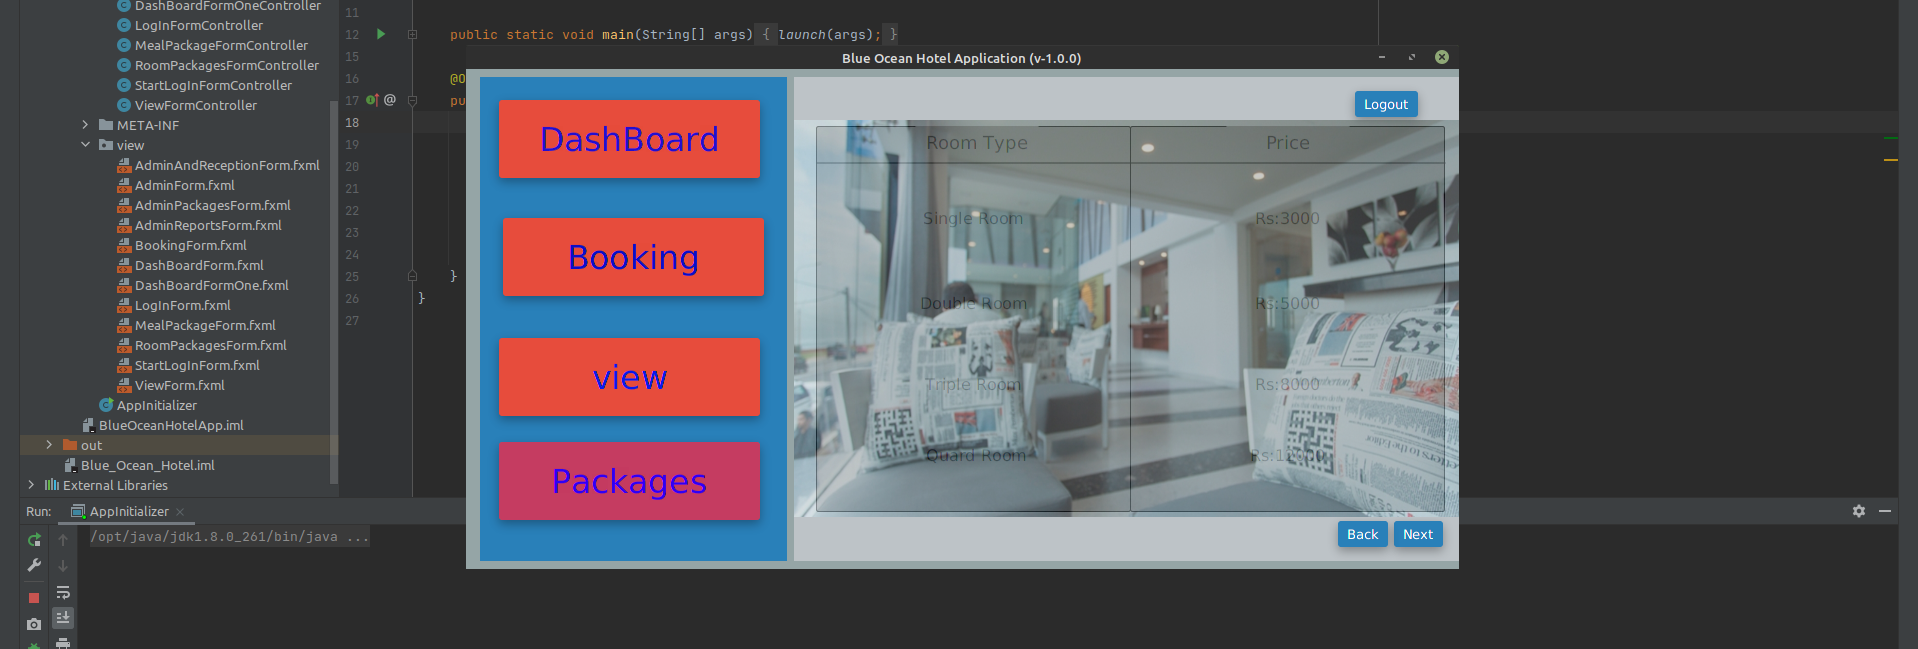 DashBoardFormOneController
LogInFormController
MealPackageFormController
RoomPackagesFormController
StartLogInFormController
ViewFormController
META-INF
view
AdminAndReceptionForm.fxml
AdminForm.fxml
AdminPackagesForm.fxml
AdminReportsForm.fxml
BookingForm.fxml
DashBoardForm.fxml
DashBoardFormOne.fxml
LogInForm.fxml
MealPackageForm.fxml
RoomPackagesForm.fxml
StartLogInForm.fxml
ViewForm.fxml
AppInitializer
BlueOceanHotelApp.iml
out
Blue_Ocean_Hotel.iml
External Libraries
11
12 public static void main(String[] args) { launch(args); }
15
16 @O
17 @ pu
18
19
20
21
22
23
24
25 }
26 }
27
Blue Ocean Hotel Application (v-1.0.0)
DashBoard
Booking
view
Packages
Logout
Room Type Price
Single Room Rs:3000
Double Room Rs:5000
Triple Room Rs:8000
Quard Room
Back Next
Run: AppInitializer
/opt/java/jdk1.8.0_261/bin/java ...